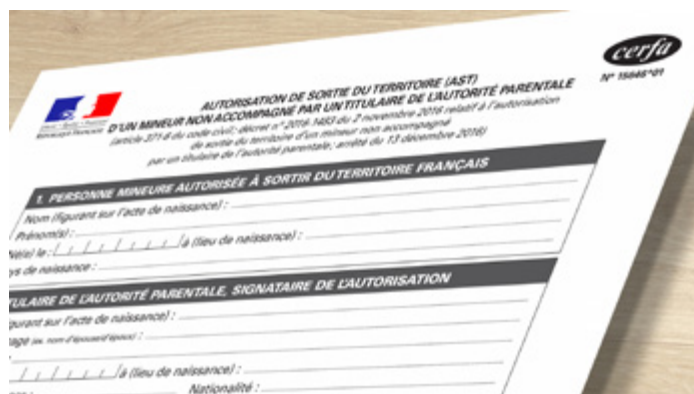 cerfa
N° 15646*01
AUTORISATION DE SORTIE DU TERRITOIRE (AST)
D'UN MINEUR NON ACCOMPAGNÉ PAR UN TITULAIRE DE L'AUTORITÉ PARENTALE
(article 371-6 du code civil; décret n° 2016-1483 du 2 novembre 2016 relatif à l'autorisation
de sortie du territoire d'un mineur non accompagné
par un titulaire de l'autorité parentale; arrêté du 13 décembre 2016)
RÉPUBLIQUE FRANÇAISE
1. PERSONNE MINEURE AUTORISÉE À SORTIR DU TERRITOIRE FRANÇAIS
Nom (figurant sur l'acte de naissance) :
Prénom(s) :
Né(e) le : à (lieu de naissance) :
ys de naissance :
TULAIRE DE L'AUTORITÉ PARENTALE, SIGNATAIRE DE L'AUTORISATION
igurant sur l'acte de naissance) :
age (ex. nom d'épouse/d'époux) :
à (lieu de naissance) :
Nationalité :